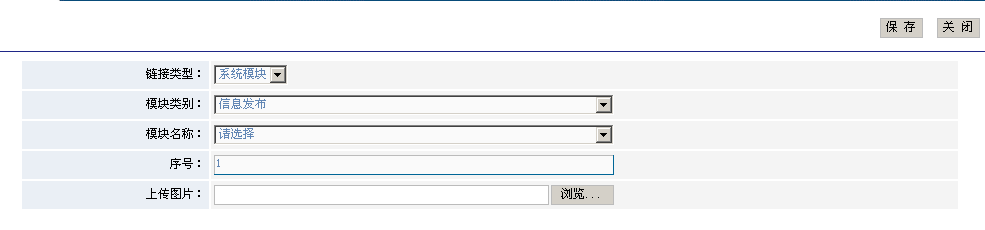 保 存 关 闭
链接类型： 系统模块
模块类别： 信息发布
模块名称： 请选择
序号： 1
上传图片： 浏览...